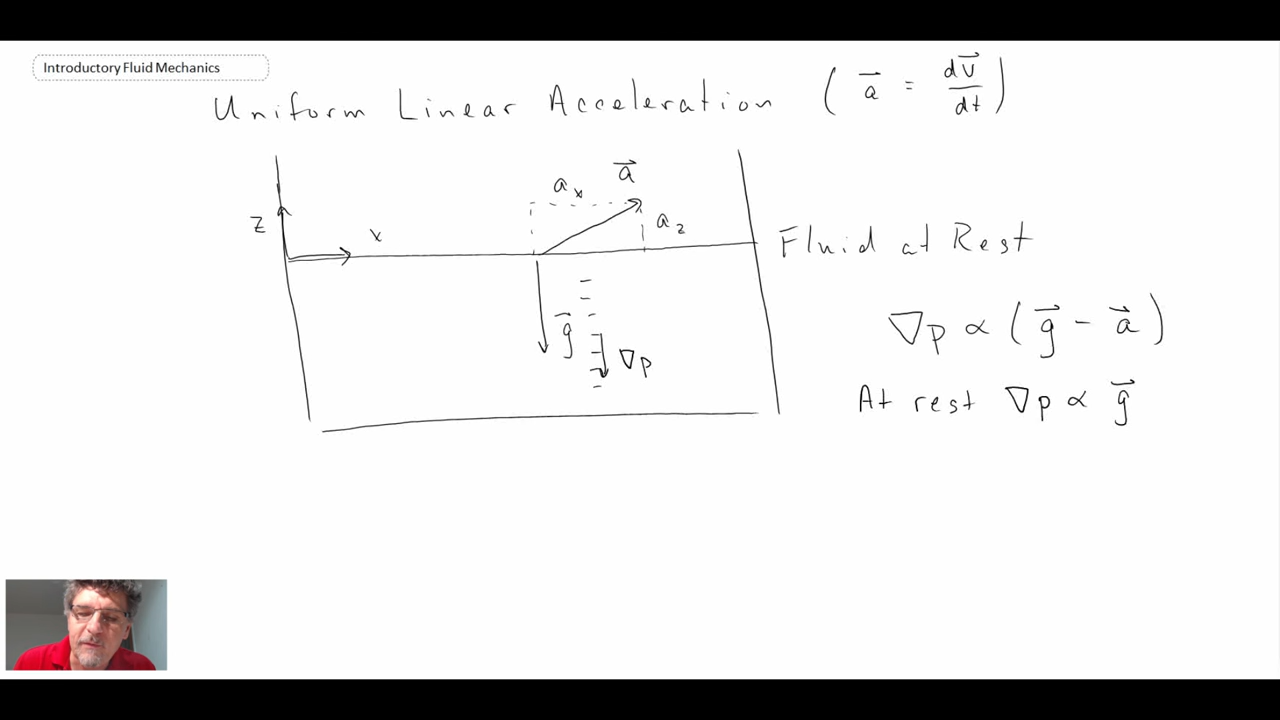 Introductory Fluid Mechanics
Uniform Linear Acceleration ( a⃗ = dV⃗/dt )
a⃗
aₓ
z
a_z
x
Fluid at Rest
∇p ∝ ( g⃗ - a⃗ )
g⃗
∇p
At rest ∇p ∝ g⃗